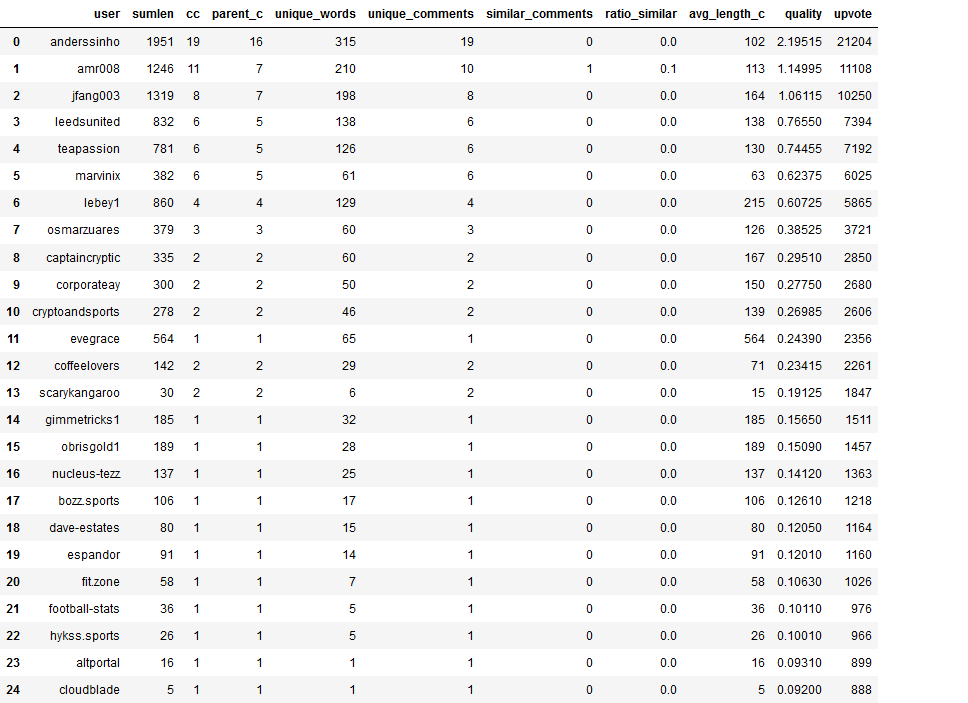 user sumlen cc parent_c unique_words unique_comments similar_comments ratio_similar avg_length_c quality upvote
0 anderssinho 1951 19 16 315 19 0 0.0 102 2.19515 21204
1 amr008 1246 11 7 210 10 1 0.1 113 1.14995 11108
2 jfang003 1319 8 7 198 8 0 0.0 164 1.06115 10250
3 leedsunited 832 6 5 138 6 0 0.0 138 0.76550 7394
4 teapassion 781 6 5 126 6 0 0.0 130 0.74455 7192
5 marvinix 382 6 5 61 6 0 0.0 63 0.62375 6025
6 lebey1 860 4 4 129 4 0 0.0 215 0.60725 5865
7 osmarzuares 379 3 3 60 3 0 0.0 126 0.38525 3721
8 captaincryptic 335 2 2 60 2 0 0.0 167 0.29510 2850
9 corporateay 300 2 2 50 2 0 0.0 150 0.27750 2680
10 cryptoandsports 278 2 2 46 2 0 0.0 139 0.26985 2606
11 evegrace 564 1 1 65 1 0 0.0 564 0.24390 2356
12 coffeelovers 142 2 2 29 2 0 0.0 71 0.23415 2261
13 scarykangaroo 30 2 2 6 2 0 0.0 15 0.19125 1847
14 gimmetricks1 185 1 1 32 1 0 0.0 185 0.15650 1511
15 obrisgold1 189 1 1 28 1 0 0.0 189 0.15090 1457
16 nucleus-tezz 137 1 1 25 1 0 0.0 137 0.14120 1363
17 bozz.sports 106 1 1 17 1 0 0.0 106 0.12610 1218
18 dave-estates 80 1 1 15 1 0 0.0 80 0.12050 1164
19 espandor 91 1 1 14 1 0 0.0 91 0.12010 1160
20 fit.zone 58 1 1 7 1 0 0.0 58 0.10630 1026
21 football-stats 36 1 1 5 1 0 0.0 36 0.10110 976
22 hykss.sports 26 1 1 5 1 0 0.0 26 0.10010 966
23 altportal 16 1 1 1 1 0 0.0 16 0.09310 899
24 cloudblade 5 1 1 1 1 0 0.0 5 0.09200 888